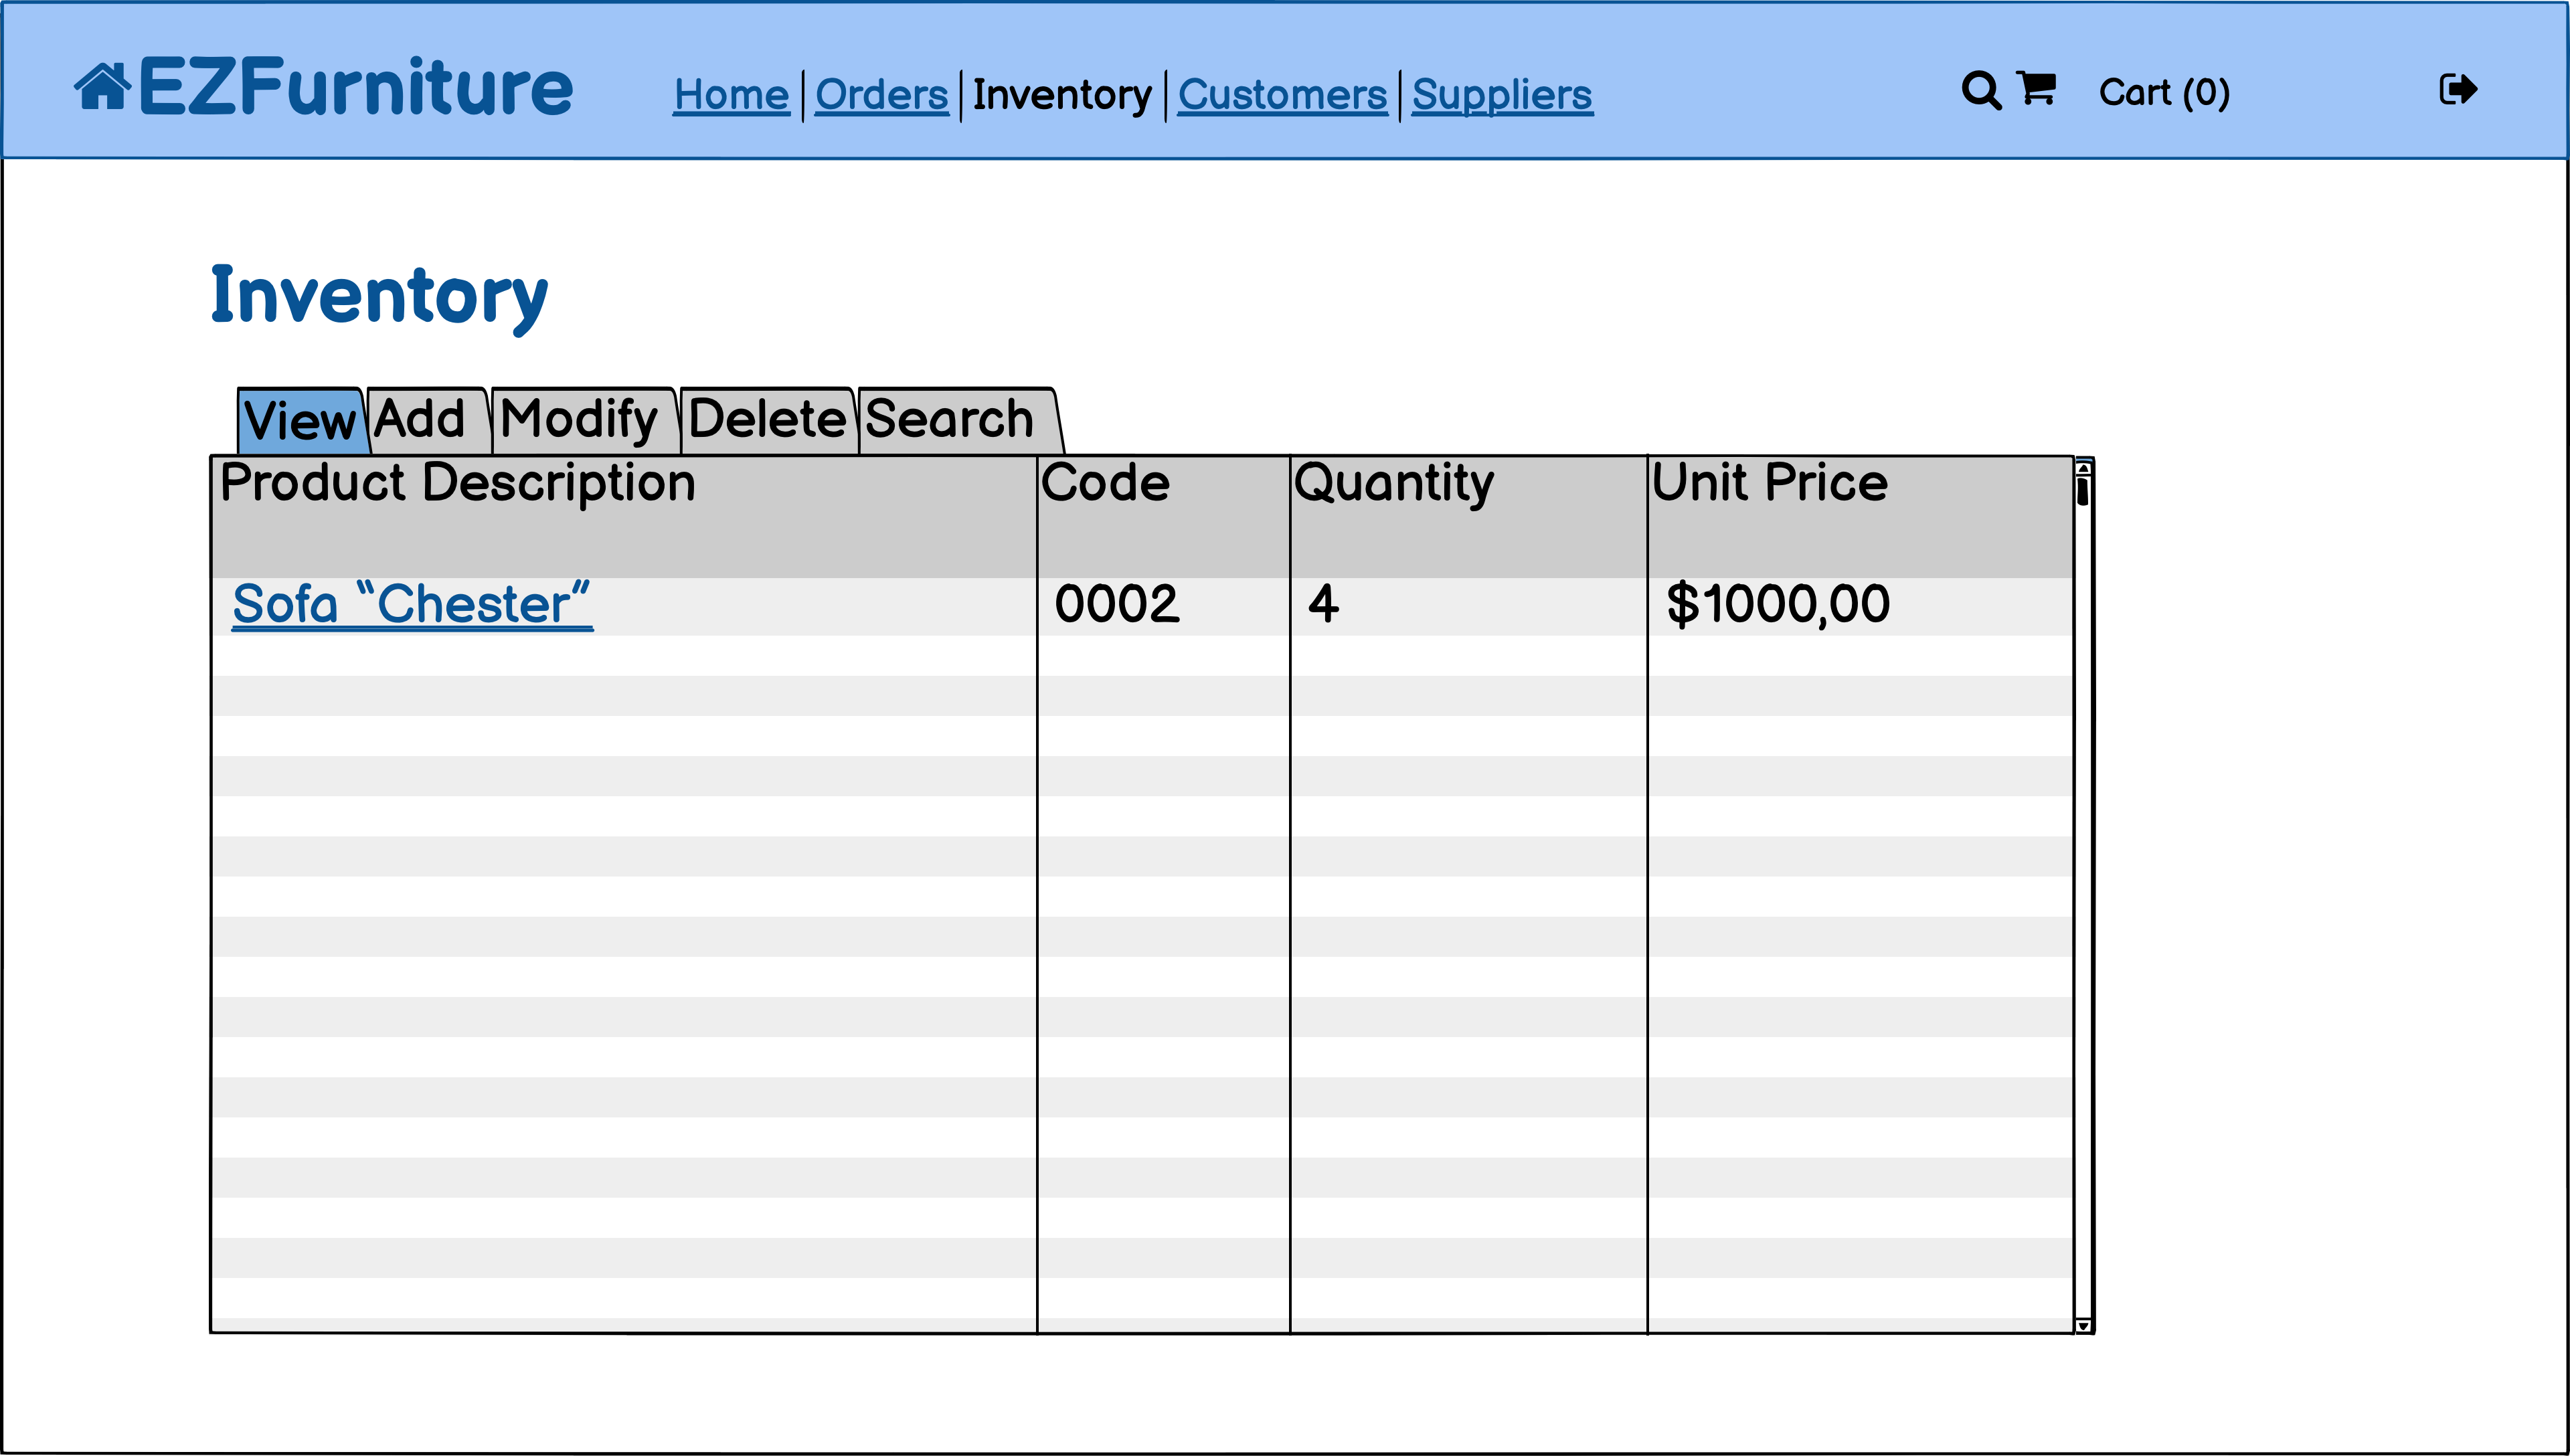 EZFurniture Home Orders Inventory Customers Suppliers Cart (0)
Inventory
View Add Modify Delete Search
Product Description Code Quantity Unit Price
Sofa “Chester” 0002 4 $1000,00